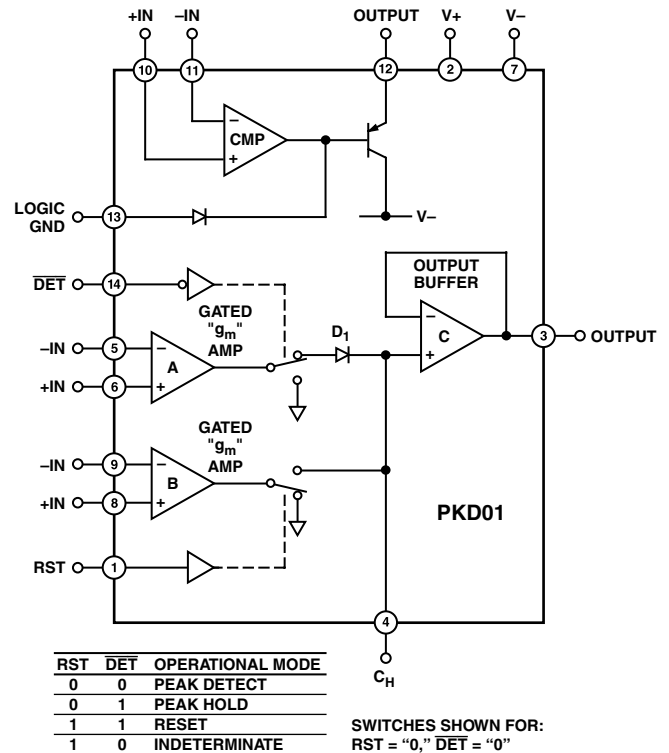 +IN –IN OUTPUT V+ V–
10 11 12 2 7
–
CMP
+
LOGIC
GND
13
V–
DET
14
OUTPUT
BUFFER
GATED
"gm"
AMP
D1
–
C
+
3 OUTPUT
–IN 5 –
A
+IN 6 +
GATED
"gm"
AMP
–IN 9 –
B
+IN 8 +
PKD01
RST 1
4
CH
RST DET OPERATIONAL MODE
0 0 PEAK DETECT
0 1 PEAK HOLD
1 1 RESET
1 0 INDETERMINATE
SWITCHES SHOWN FOR:
RST = “0,” DET = “0”